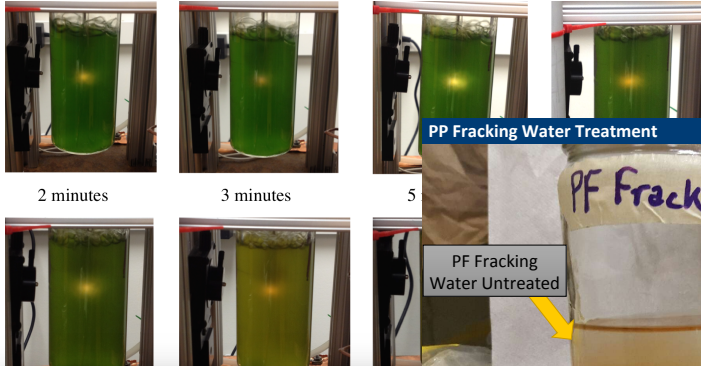 PP Fracking Water Treatment
2 minutes
3 minutes
5
PF Frack
PF Fracking
Water Untreated